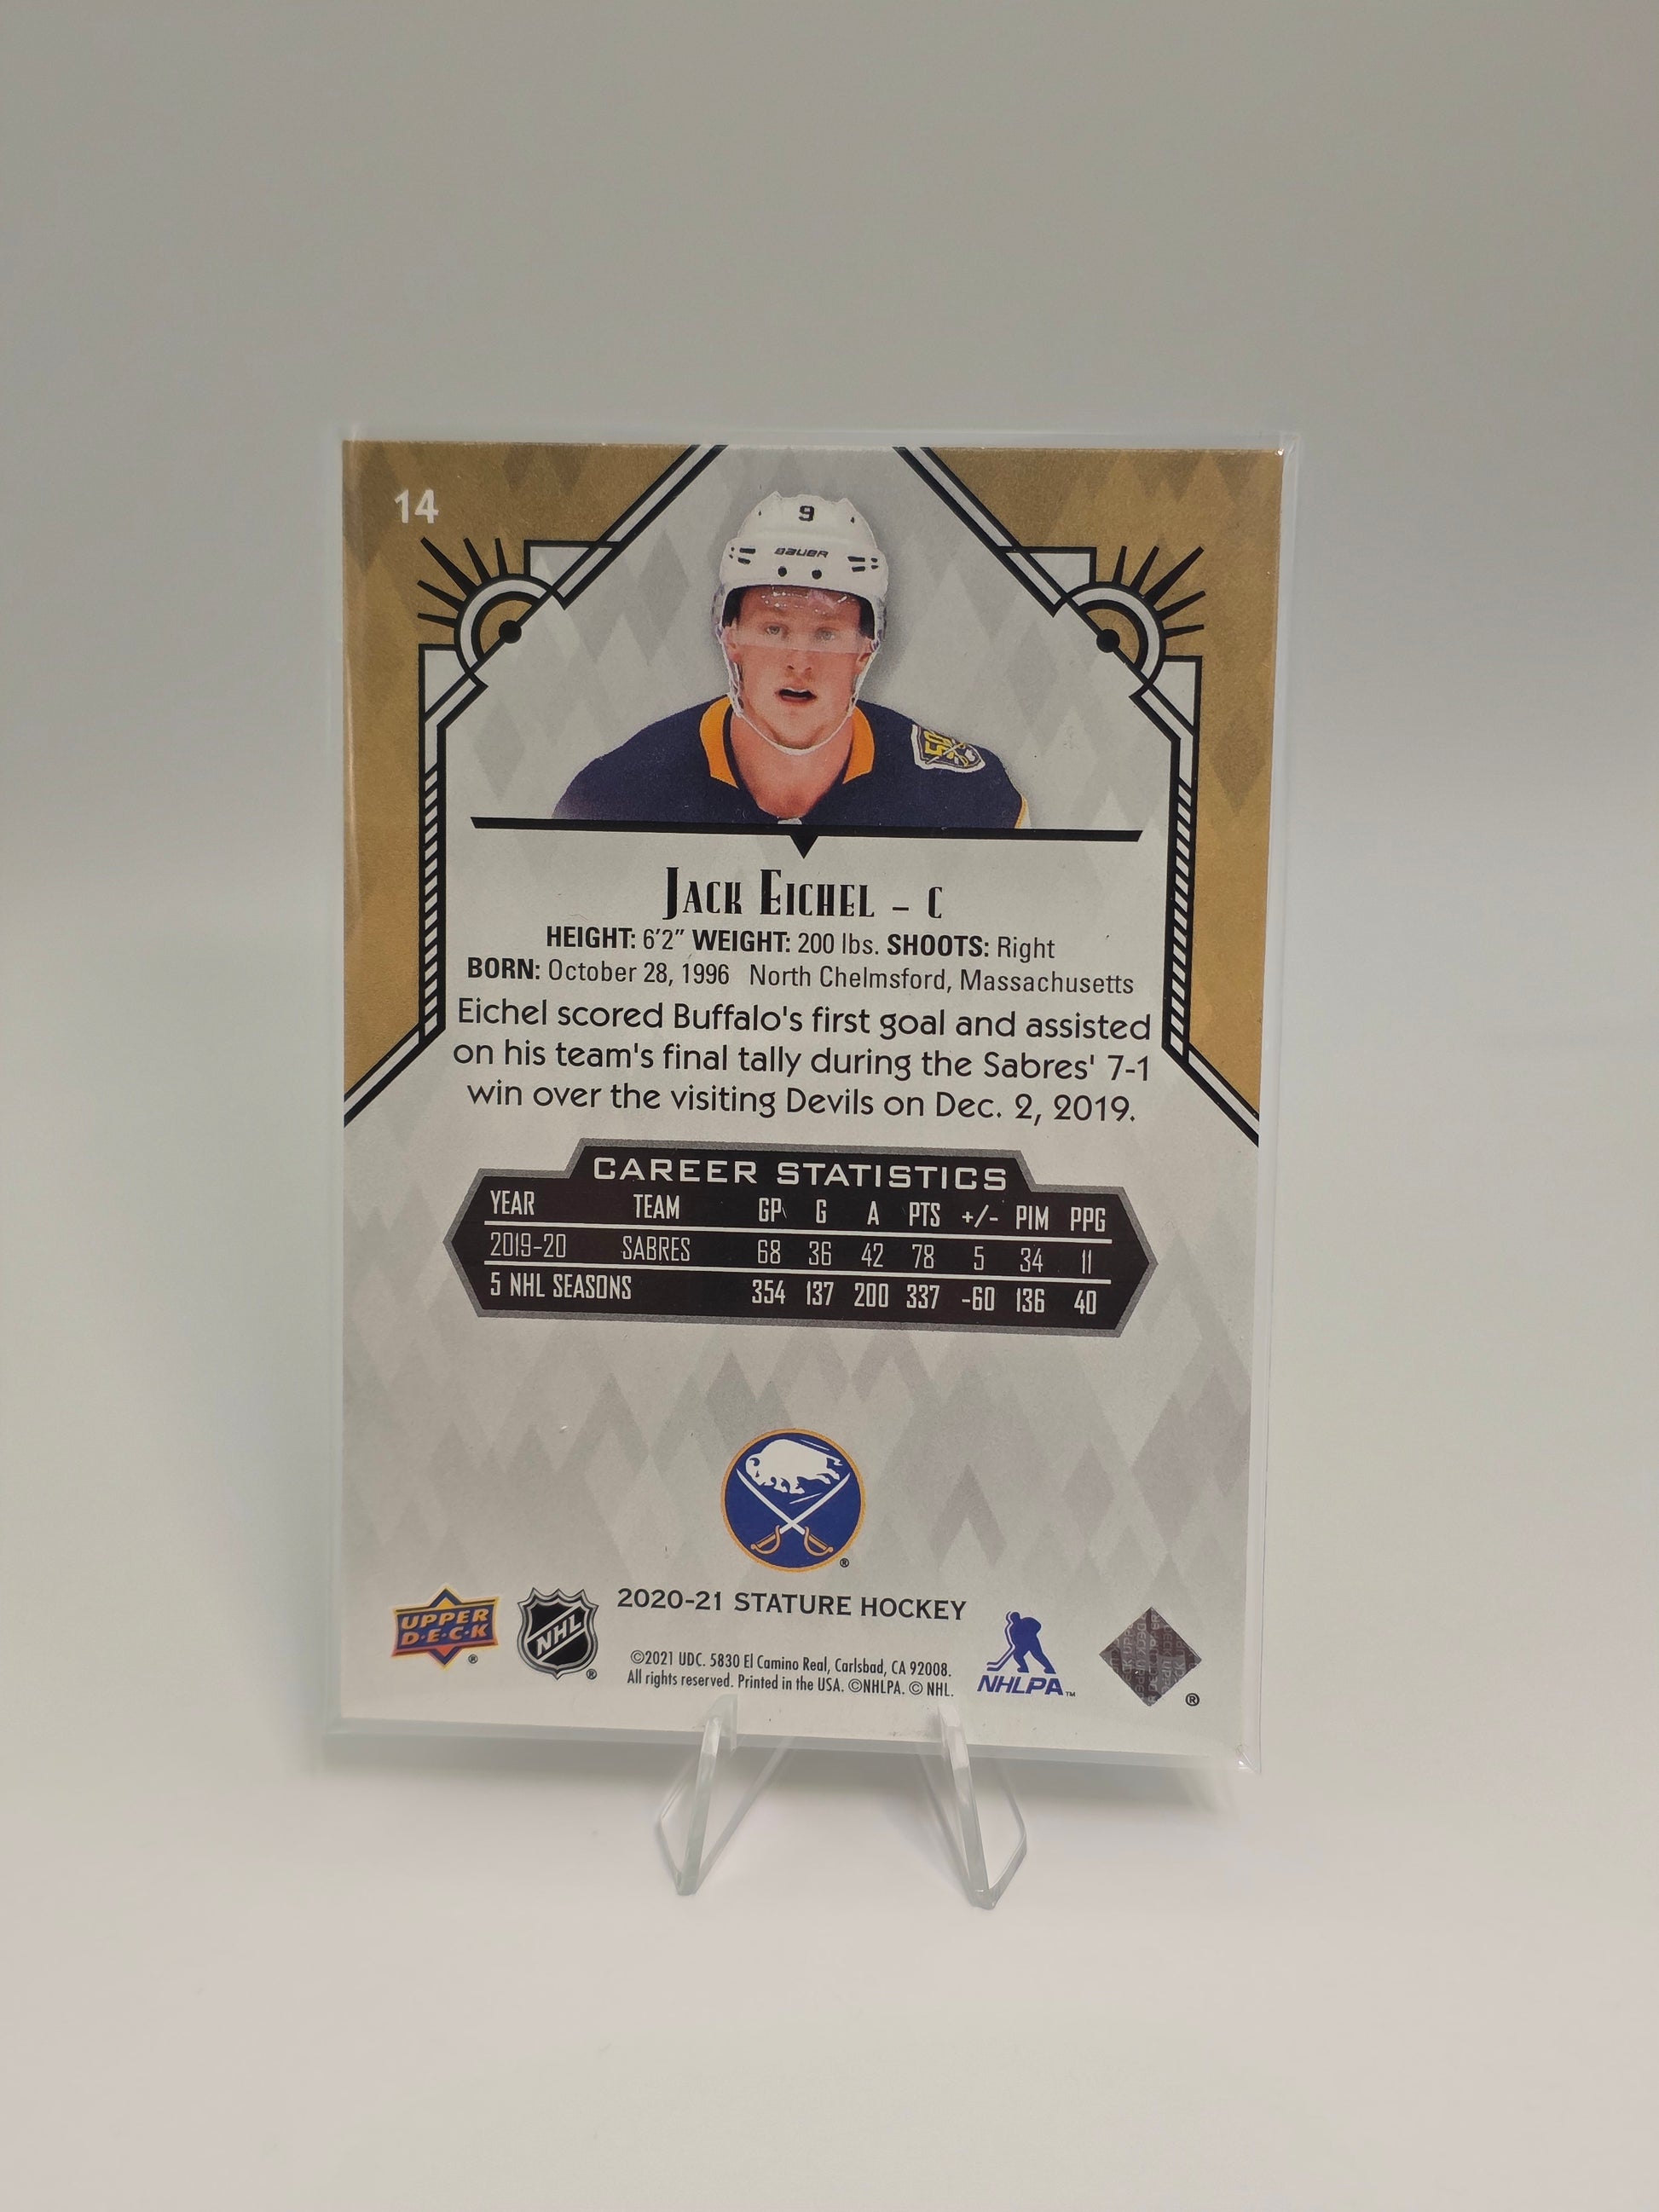 14
9
BAUER
50
JACK EICHEL – C
HEIGHT: 6'2" WEIGHT: 200 lbs. SHOOTS: Right
BORN: October 28, 1996 North Chelmsford, Massachusetts
Eichel scored Buffalo's first goal and assisted
on his team's final tally during the Sabres' 7-1
win over the visiting Devils on Dec. 2, 2019.
CAREER STATISTICS
YEAR TEAM GP G A PTS +/- PIM PPG
2019-20 SABRES 68 36 42 78 5 34 11
5 NHL SEASONS 354 137 200 337 -60 136 40
®
2020-21 STATURE HOCKEY
UPPER
D·E·C·K
®
NHL
®
©2021 UDC. 5830 El Camino Real, Carlsbad, CA 92008.
All rights reserved. Printed in the USA. ©NHLPA. © NHL.
NHLPA™
®